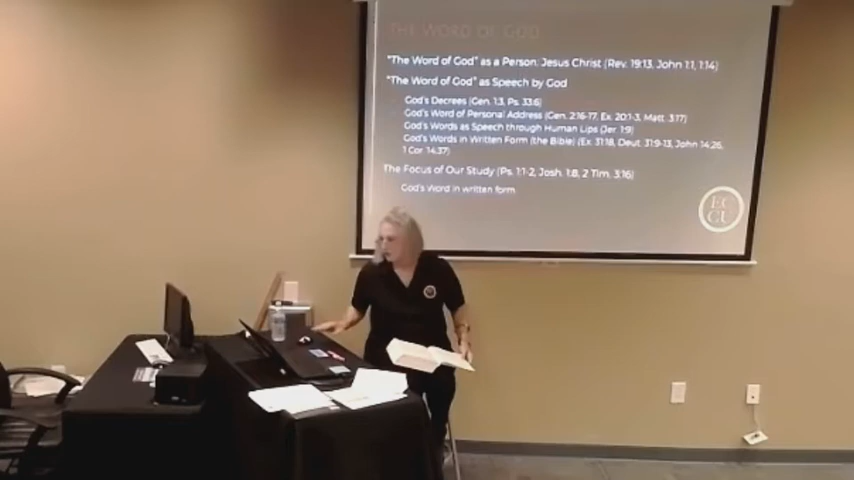 THE WORD OF GOD
"The Word of God" as a Person: Jesus Christ (Rev. 19:13, John 1:1, 1:14)
"The Word of God" as Speech by God
God's Decrees (Gen. 1:3, Ps. 33:6)
God's Word of Personal Address (Gen. 2:16-17, Ex. 20:1-3, Matt. 3:17)
God's Words as Speech through Human Lips (Jer. 1:9)
God's Words in Written Form (the Bible) (Ex. 31:18, Deut. 31:9-13, John 14:26,
1 Cor. 14:37)
The Focus of Our Study (Ps. 1:1-2, Josh. 1:8, 2 Tim. 3:16)
God's Word in written form
EC
CU